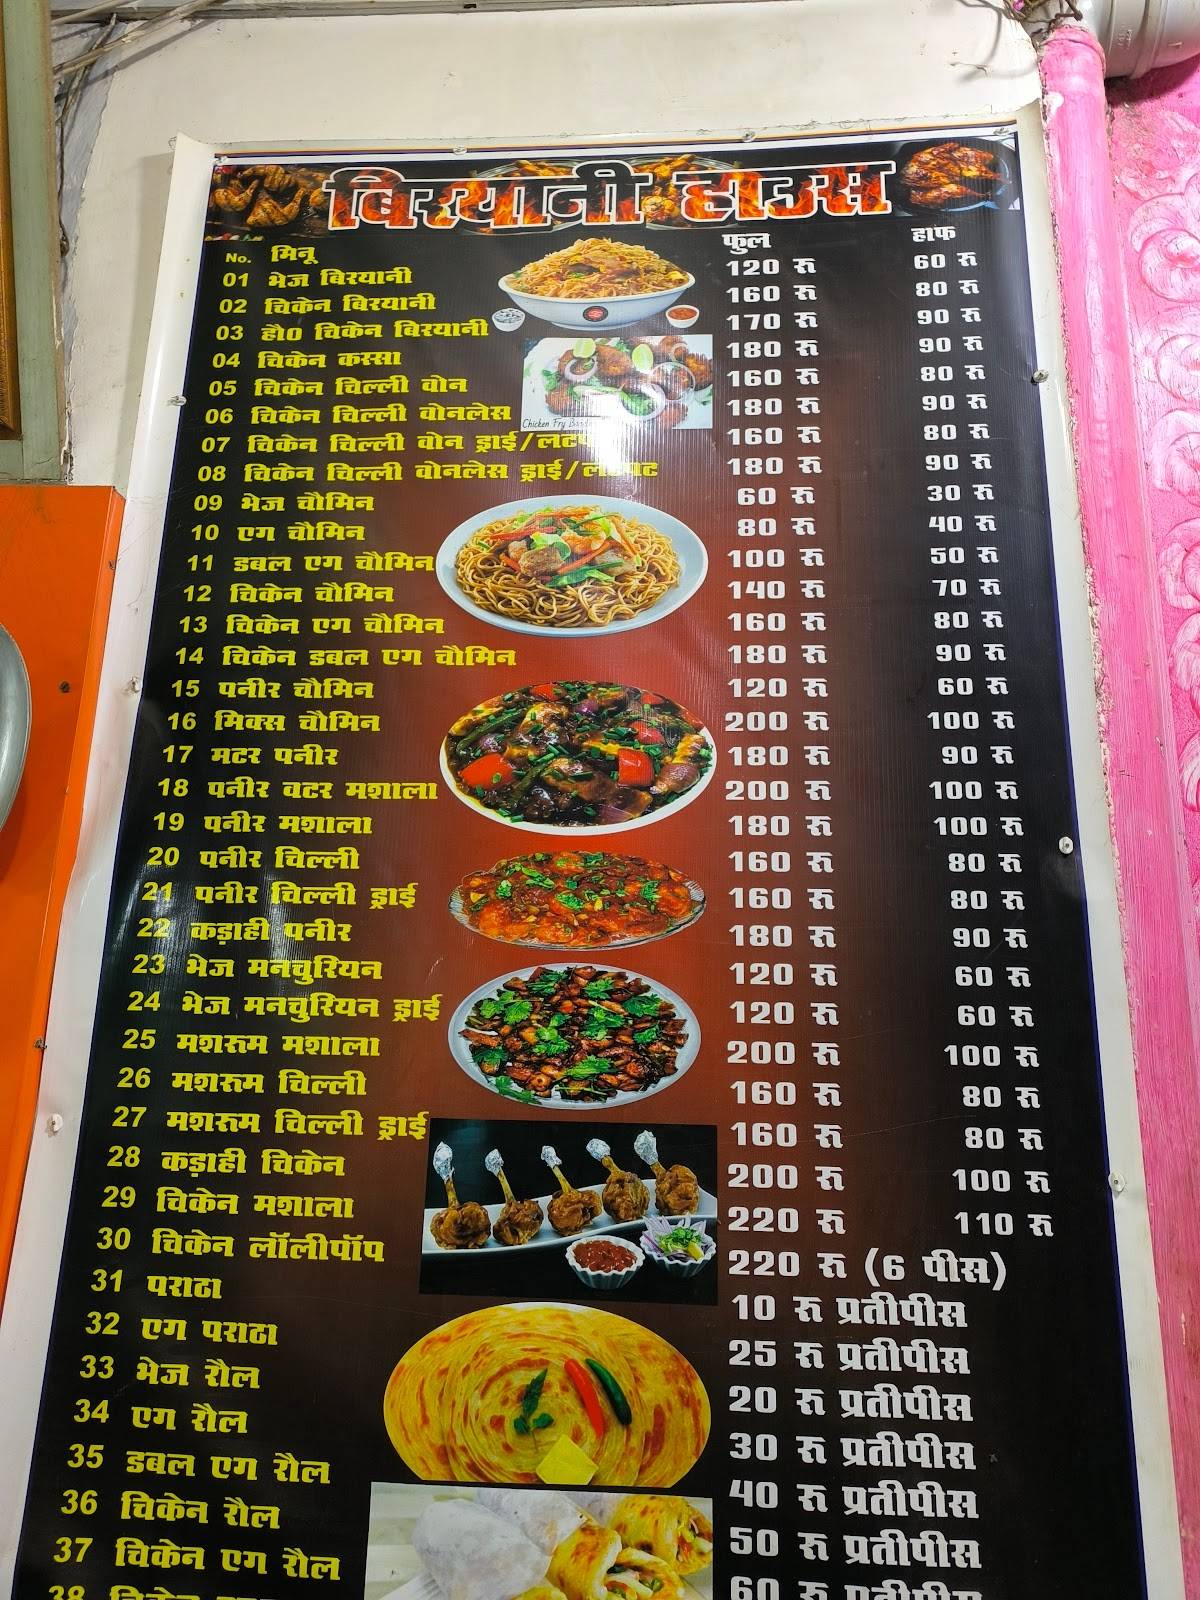 बिरयानी हाउस
No. मिनू फुल हाफ
01 भेज बिरयानी 120 रू 60 रू
02 चिकेन बिरयानी 160 रू 80 रू
03 हौ0 चिकेन बिरयानी 170 रू 90 रू
04 चिकेन कस्सा 180 रू 90 रू
05 चिकेन चिल्ली वोन 160 रू 80 रू
06 चिकेन चिल्ली वोनलेस 180 रू 90 रू
Chicken Fry
07 चिकेन चिल्ली वोन ड्राई/ 160 रू 80 रू
08 चिकेन चिल्ली वोनलेस ड्राई/लटपट 180 रू 90 रू
09 भेज चौमिन 60 रू 30 रू
10 एग चौमिन 80 रू 40 रू
11 डबल एग चौमिन 100 रू 50 रू
12 चिकेन चौमिन 140 रू 70 रू
13 चिकेन एग चौमिन 160 रू 80 रू
14 चिकेन डबल एग चौमिन 180 रू 90 रू
15 पनीर चौमिन 120 रू 60 रू
16 मिक्स चौमिन 200 रू 100 रू
17 मटर पनीर 180 रू 90 रू
18 पनीर वटर मशाला 200 रू 100 रू
19 पनीर मशाला 180 रू 100 रू
20 पनीर चिल्ली 160 रू 80 रू
21 पनीर चिल्ली ड्राई 160 रू 80 रू
22 कड़ाही पनीर 180 रू 90 रू
23 भेज मनचुरियन 120 रू 60 रू
24 भेज मनचुरियन ड्राई 120 रू 60 रू
25 मशरूम मशाला 200 रू 100 रू
26 मशरूम चिल्ली 160 रू 80 रू
27 मशरूम चिल्ली ड्राई 160 रू 80 रू
28 कड़ाही चिकेन 200 रू 100 रू
29 चिकेन मशाला 220 रू 110 रू
30 चिकेन लॉलीपॉप 220 रू (6 पीस)
31 पराठा 10 रू प्रतीपीस
32 एग पराठा 25 रू प्रतीपीस
33 भेज रौल 20 रू प्रतीपीस
34 एग रौल 30 रू प्रतीपीस
35 डबल एग रौल 40 रू प्रतीपीस
36 चिकेन रौल 50 रू प्रतीपीस
37 चिकेन एग रौल 60 रू प्रतीपीस
38 चिकेन